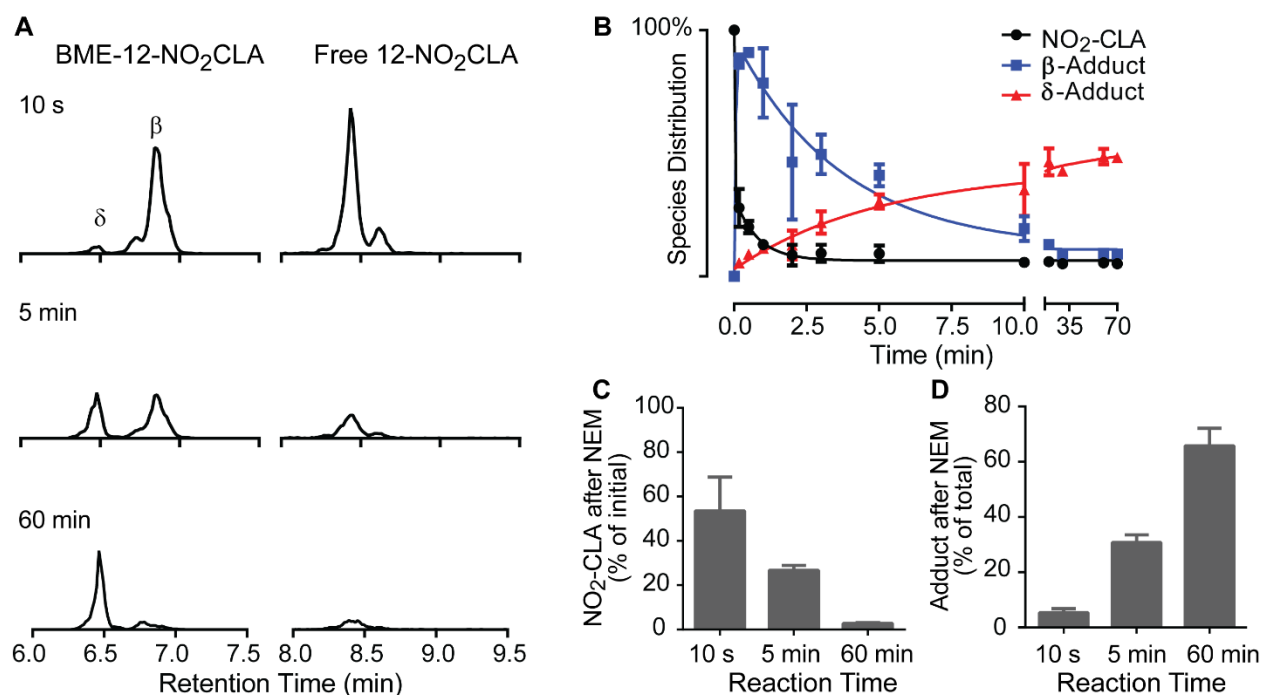 A
BME-12-NO₂CLA
Free 12-NO₂CLA
10 s
δ
β
5 min
60 min
6.0 6.5 7.0 7.5
8.0 8.5 9.0 9.5
Retention Time (min)
B
100%
Species Distribution
NO₂-CLA
β-Adduct
δ-Adduct
0.0 2.5 5.0 7.5 10.0 35 70
Time (min)
C
NO₂-CLA after NEM
(% of initial)
100
80
60
40
20
0
10 s 5 min 60 min
Reaction Time
D
Adduct after NEM
(% of total)
80
60
40
20
0
10 s 5 min 60 min
Reaction Time